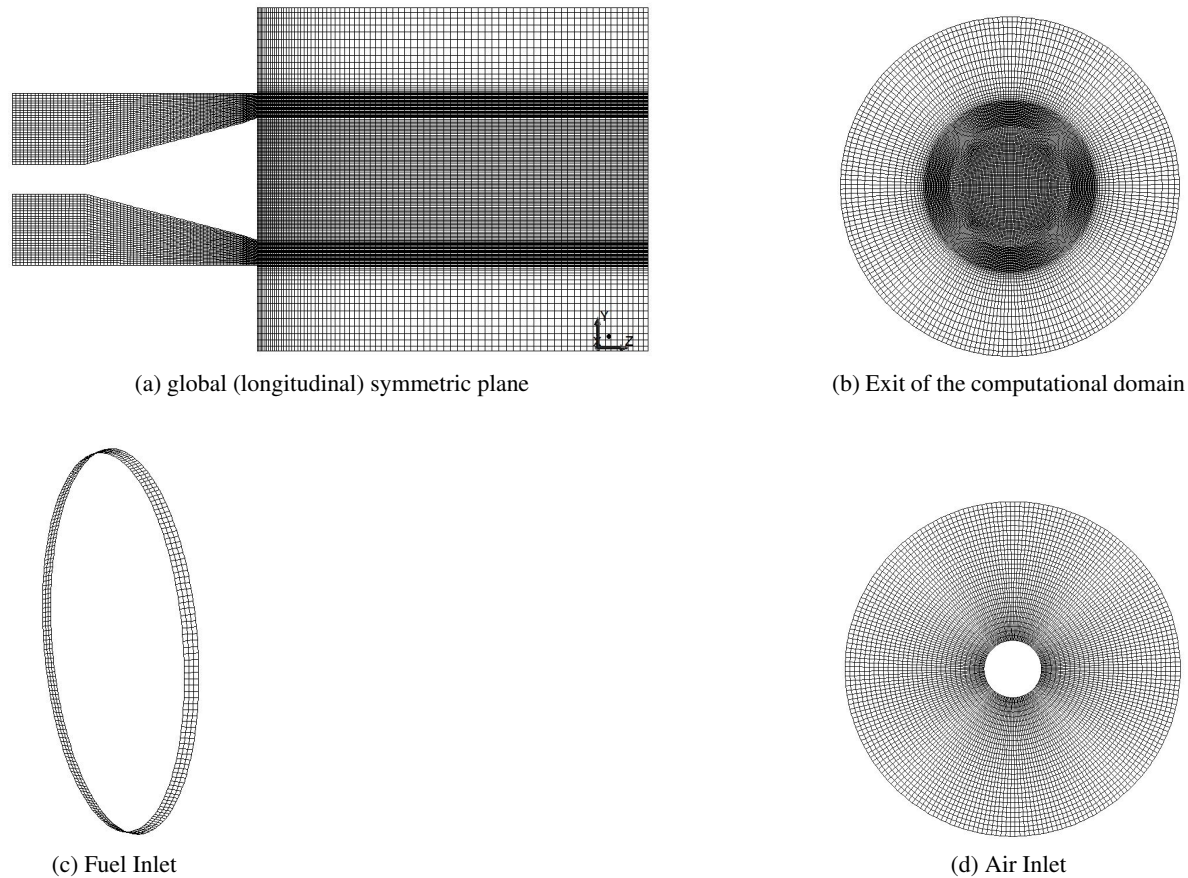 Y
Z
(a) global (longitudinal) symmetric plane
(b) Exit of the computational domain
(c) Fuel Inlet
(d) Air Inlet